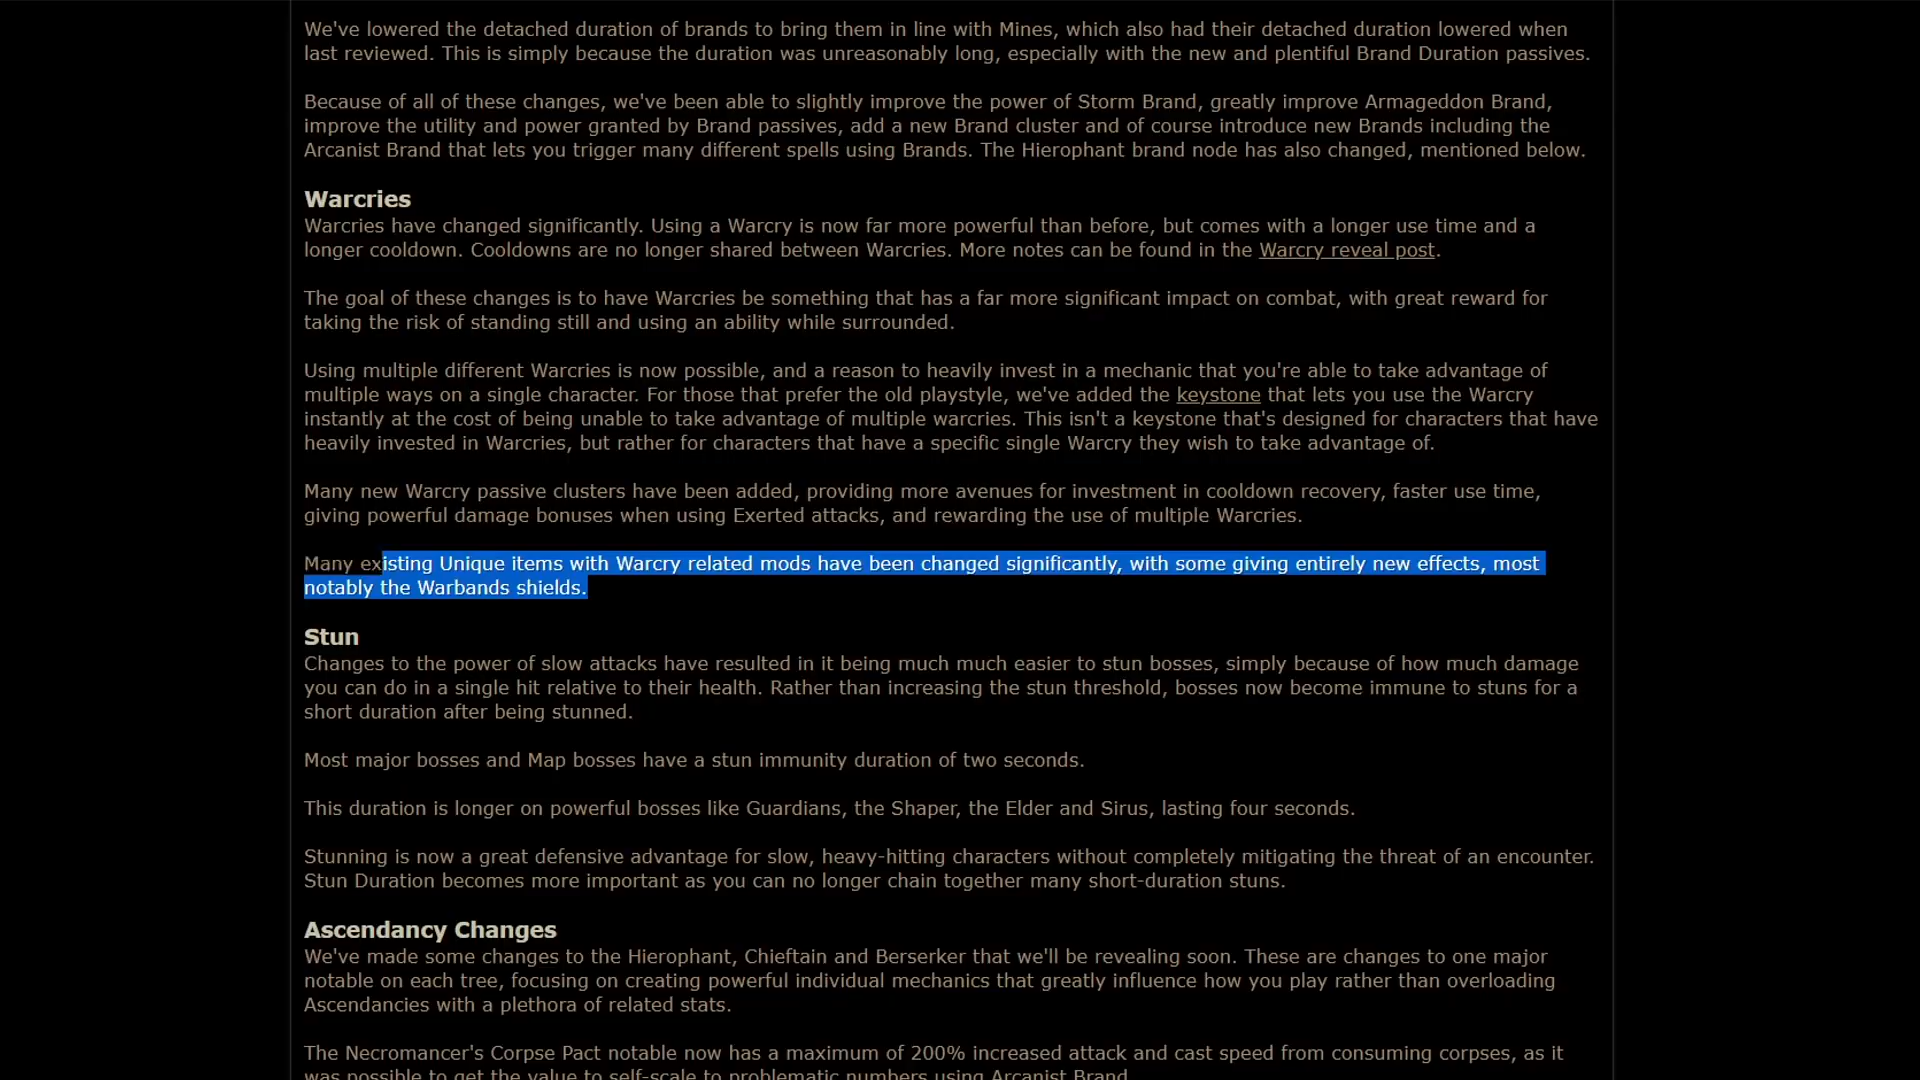 We've lowered the detached duration of brands to bring them in line with Mines, which also had their detached duration lowered when
last reviewed. This is simply because the duration was unreasonably long, especially with the new and plentiful Brand Duration passives.
Because of all of these changes, we've been able to slightly improve the power of Storm Brand, greatly improve Armageddon Brand,
improve the utility and power granted by Brand passives, add a new Brand cluster and of course introduce new Brands including the
Arcanist Brand that lets you trigger many different spells using Brands. The Hierophant brand node has also changed, mentioned below.
Warcries
Warcries have changed significantly. Using a Warcry is now far more powerful than before, but comes with a longer use time and a
longer cooldown. Cooldowns are no longer shared between Warcries. More notes can be found in the Warcry reveal post.
The goal of these changes is to have Warcries be something that has a far more significant impact on combat, with great reward for
taking the risk of standing still and using an ability while surrounded.
Using multiple different Warcries is now possible, and a reason to heavily invest in a mechanic that you're able to take advantage of
multiple ways on a single character. For those that prefer the old playstyle, we've added the keystone that lets you use the Warcry
instantly at the cost of being unable to take advantage of multiple warcries. This isn't a keystone that's designed for characters that have
heavily invested in Warcries, but rather for characters that have a specific single Warcry they wish to take advantage of.
Many new Warcry passive clusters have been added, providing more avenues for investment in cooldown recovery, faster use time,
giving powerful damage bonuses when using Exerted attacks, and rewarding the use of multiple Warcries.
Many existing Unique items with Warcry related mods have been changed significantly, with some giving entirely new effects, most
notably the Warbands shields.
Stun
Changes to the power of slow attacks have resulted in it being much much easier to stun bosses, simply because of how much damage
you can do in a single hit relative to their health. Rather than increasing the stun threshold, bosses now become immune to stuns for a
short duration after being stunned.
Most major bosses and Map bosses have a stun immunity duration of two seconds.
This duration is longer on powerful bosses like Guardians, the Shaper, the Elder and Sirus, lasting four seconds.
Stunning is now a great defensive advantage for slow, heavy-hitting characters without completely mitigating the threat of an encounter.
Stun Duration becomes more important as you can no longer chain together many short-duration stuns.
Ascendancy Changes
We've made some changes to the Hierophant, Chieftain and Berserker that we'll be revealing soon. These are changes to one major
notable on each tree, focusing on creating powerful individual mechanics that greatly influence how you play rather than overloading
Ascendancies with a plethora of related stats.
The Necromancer's Corpse Pact notable now has a maximum of 200% increased attack and cast speed from consuming corpses, as it
was possible to get the value to self-scale to problematic numbers using Arcanist Brand.